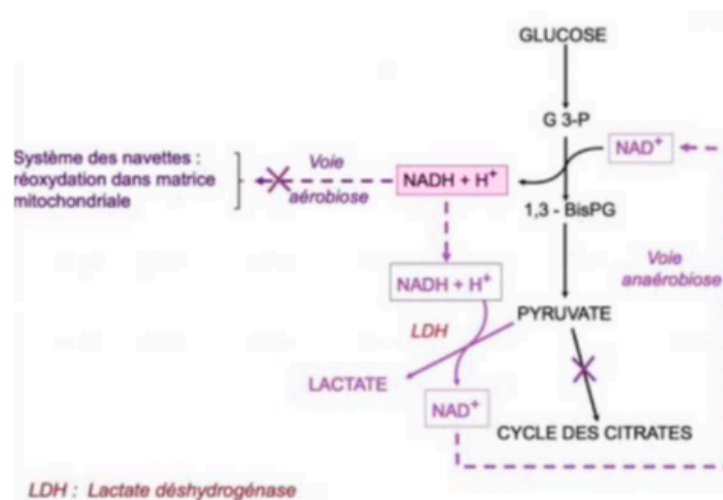 GLUCOSE
G 3-P
NAD⁺
Système des navettes :
réoxydation dans matrice
mitochondriale
Voie
aérobiose
NADH + H⁺
1,3 - BisPG
Voie
anaérobiose
NADH + H⁺
PYRUVATE
LDH
LACTATE
NAD⁺
CYCLE DES CITRATES
LDH : Lactate déshydrogénase